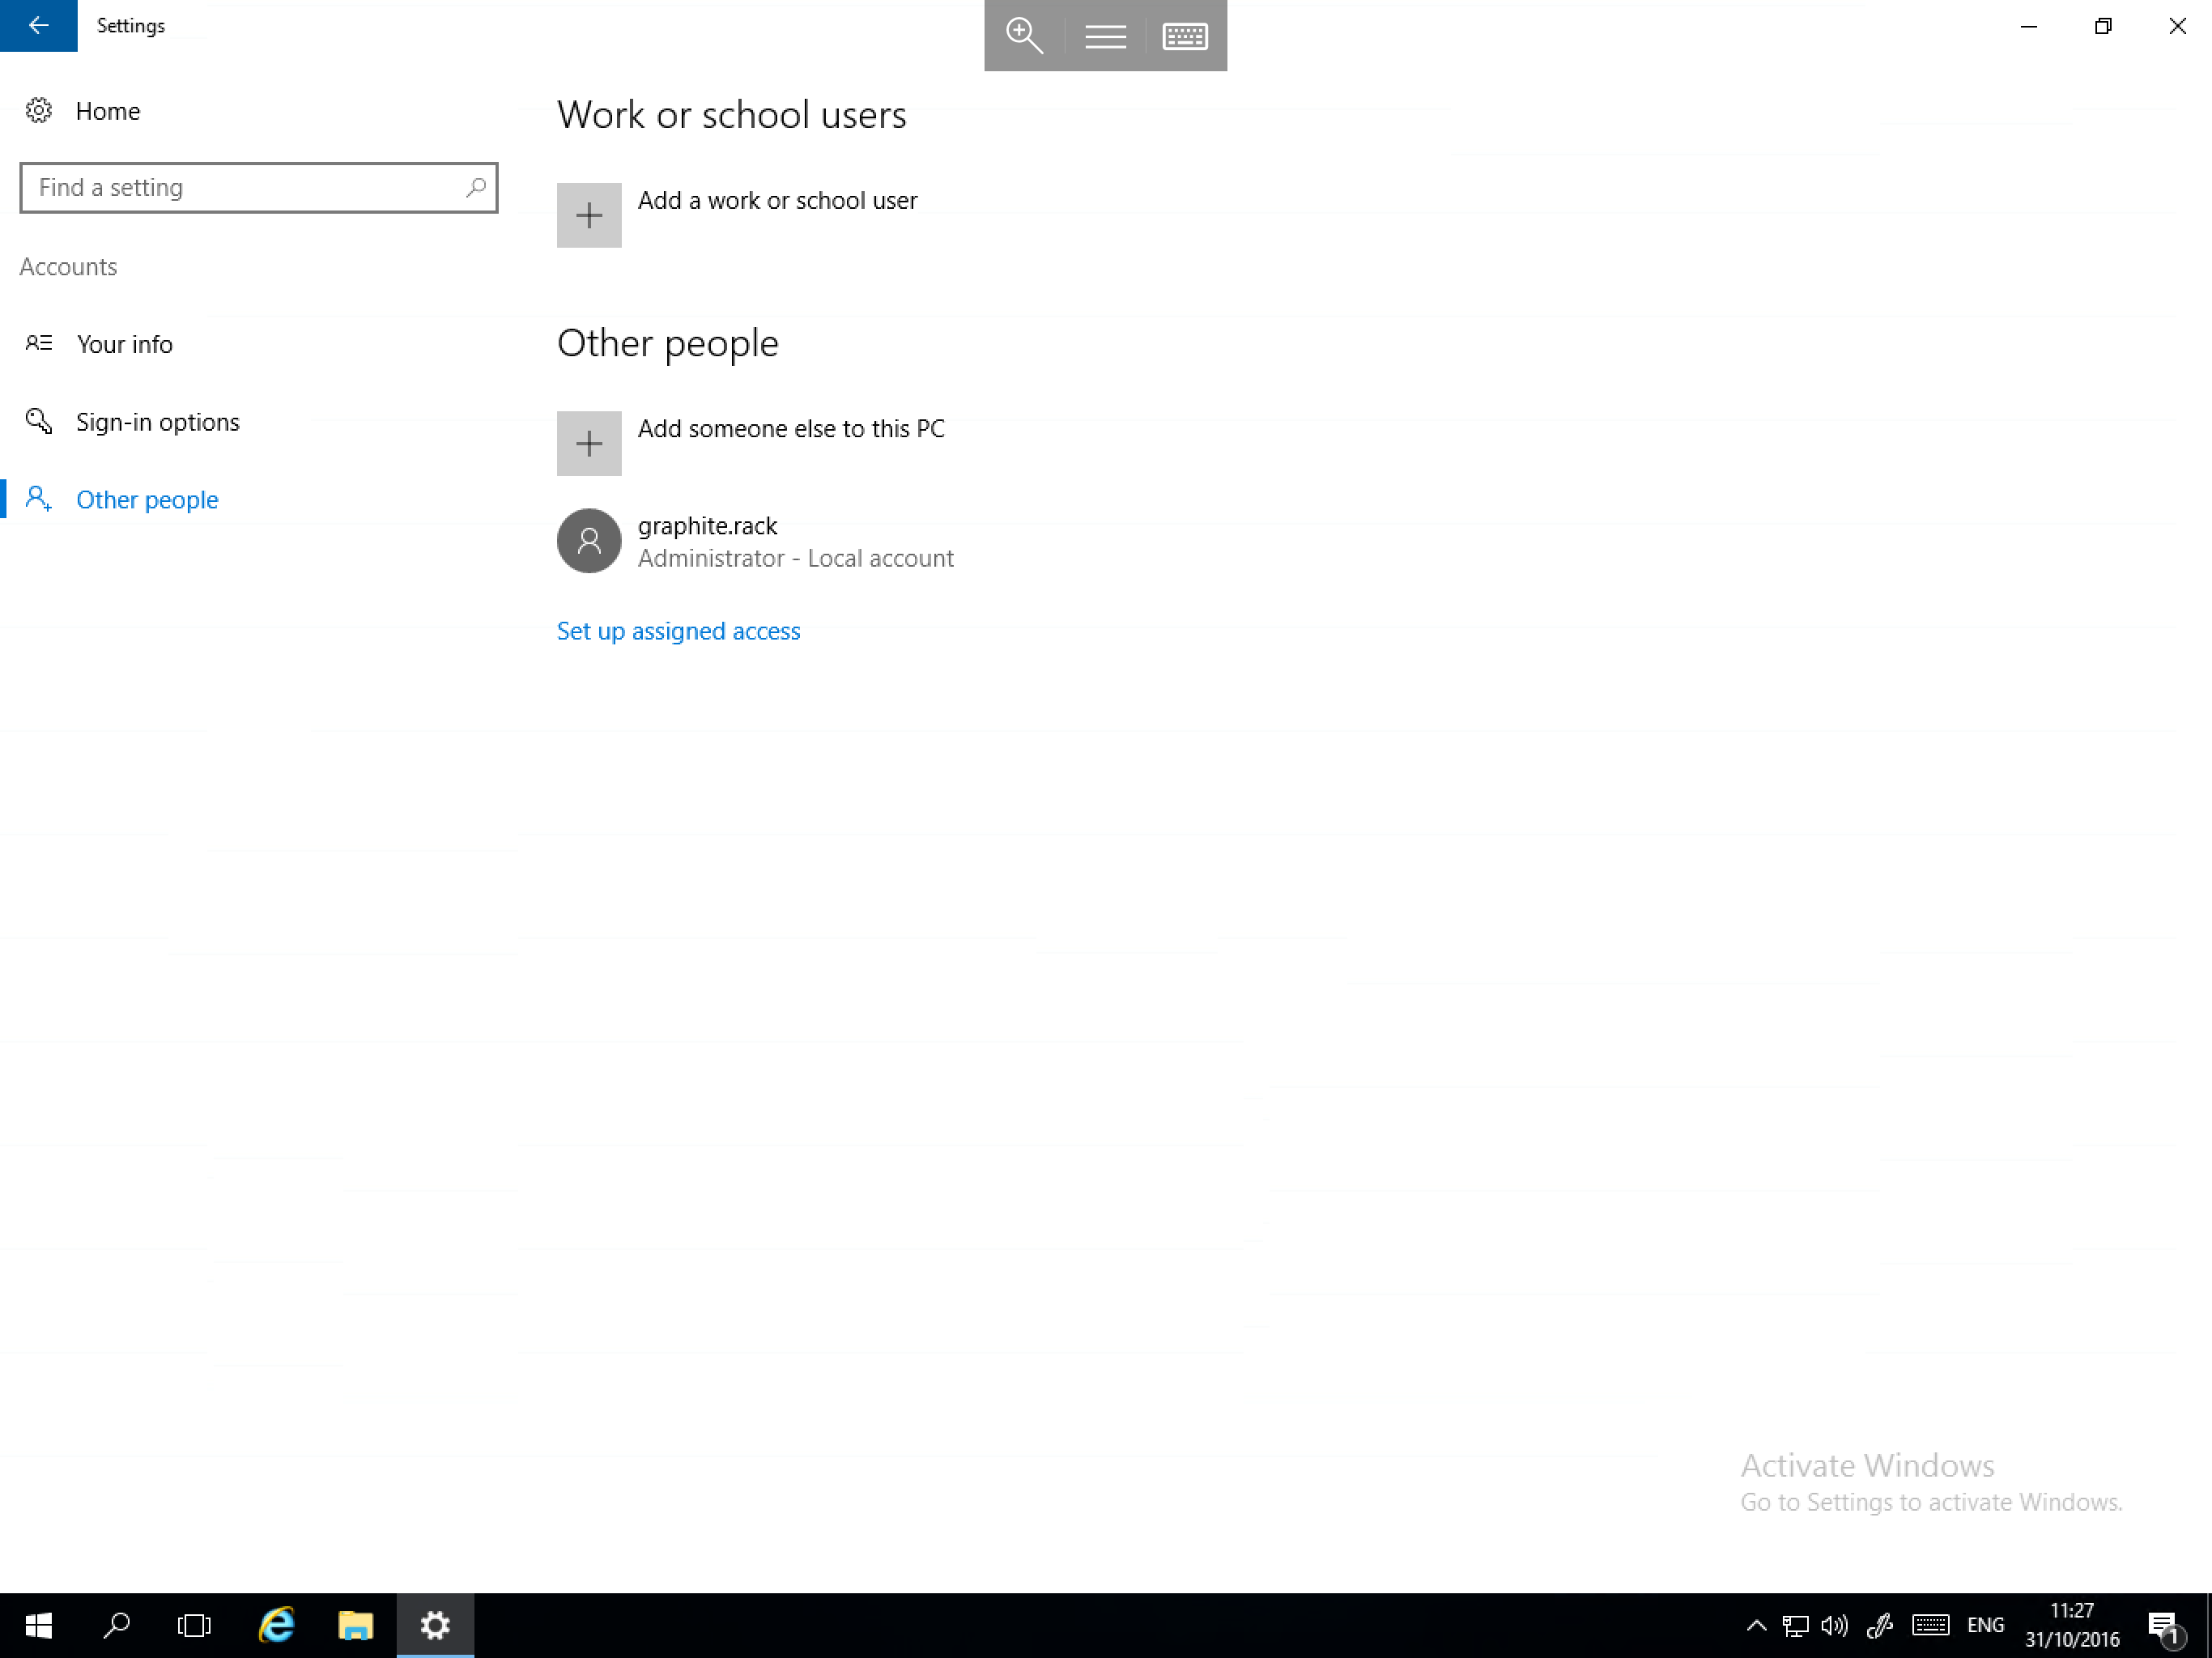 Settings
Home
Find a setting
Accounts
Your info
Sign-in options
Other people
Work or school users
Add a work or school user
Other people
Add someone else to this PC
graphite.rack
Administrator - Local account
Set up assigned access
Activate Windows
Go to Settings to activate Windows.
ENG
11:27
31/10/2016
1